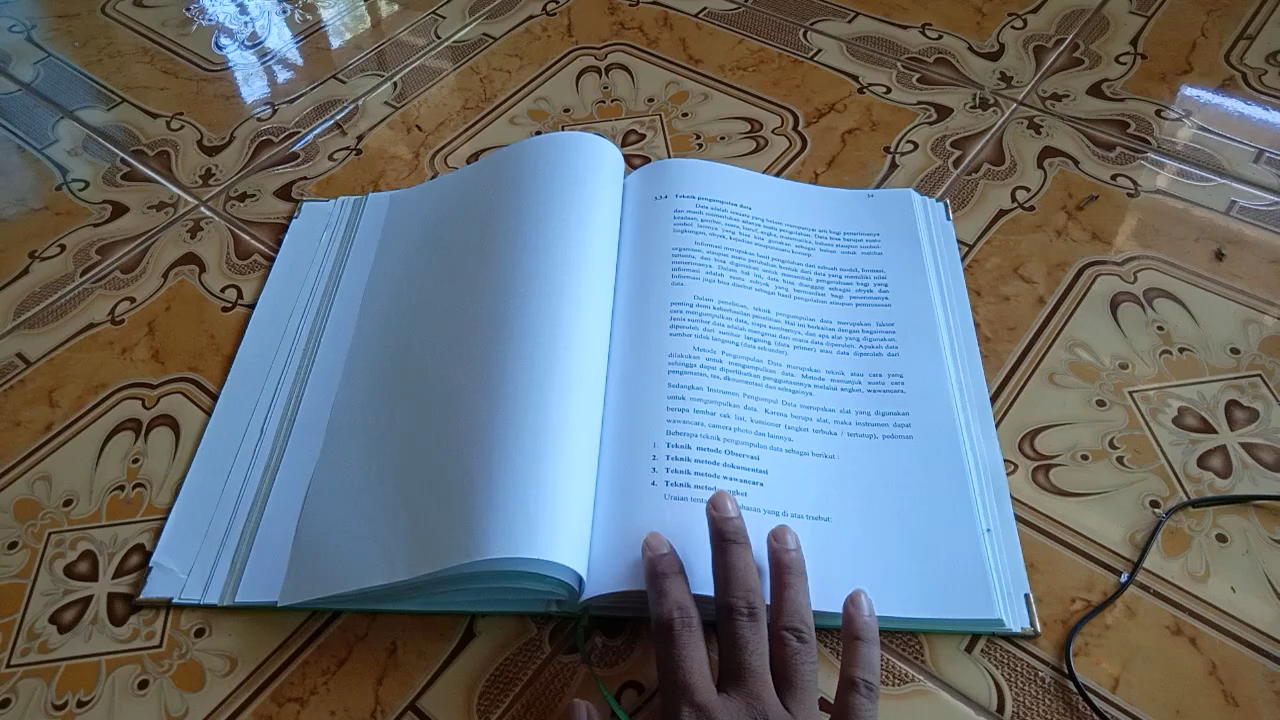 34
3.3.4 Teknik pengumpulan data
Data adalah sesuatu yang belum mempunyai arti bagi penerimanya
dan masih memerlukan adanya suatu pengolahan. Data bisa berujut suatu
keadaan, gambar, suara, huruf, angka, matematika, bahasa ataupun simbol-
simbol lainnya yang bisa kita gunakan sebagai bahan untuk melihat
lingkungan, obyek, kejadian ataupun suatu konsep.
Informasi merupakan hasil pengolahan dari sebuah model, formasi,
organisasi, ataupun suatu perubahan bentuk dari data yang memiliki nilai
tertentu, dan bisa digunakan untuk menambah pengetahuan bagi yang
menerimanya. Dalam hal ini, data bisa dianggap sebagai obyek dan
informasi adalah suatu subyek yang bermanfaat bagi penerimanya.
Informasi juga bisa disebut sebagai hasil pengolahan ataupun pemrosesan
data.
Dalam penelitian, teknik pengumpulan data merupakan faktor
penting demi keberhasilan penelitian. Hal ini berkaitan dengan bagaimana
cara mengumpulkan data, siapa sumbernya, dan apa alat yang digunakan.
Jenis sumber data adalah mengenai dari mana data diperoleh. Apakah data
diperoleh dari sumber langsung (data primer) atau data diperoleh dari
sumber tidak langsung (data sekunder).
Metode Pengumpulan Data merupakan teknik atau cara yang
dilakukan untuk mengumpulkan data. Metode menunjuk suatu cara
sehingga dapat diperlihatkan penggunaannya melalui angket, wawancara,
pengamatan, tes, dkumentasi dan sebagainya.
Sedangkan Instrumen Pengumpul Data merupakan alat yang digunakan
untuk mengumpulkan data. Karena berupa alat, maka instrumen dapat
berupa lembar cek list, kuesioner (angket terbuka / tertutup), pedoman
wawancara, camera photo dan lainnya.
Beberapa teknik pengumpulan data sebagai berikut :
1. Teknik metode Observasi
2. Teknik metode dokumentasi
3. Teknik metode wawancara
4. Teknik metode
Uraian yang di atas trsebut: